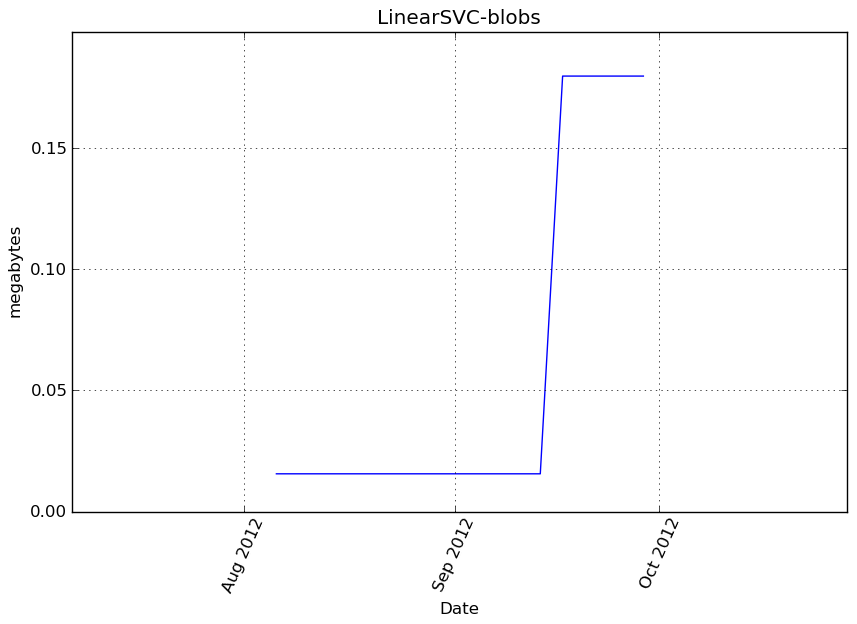 LinearSVC-blobs
megabytes
0.15
0.10
0.05
0.00
Aug 2012
Sep 2012
Oct 2012
Date